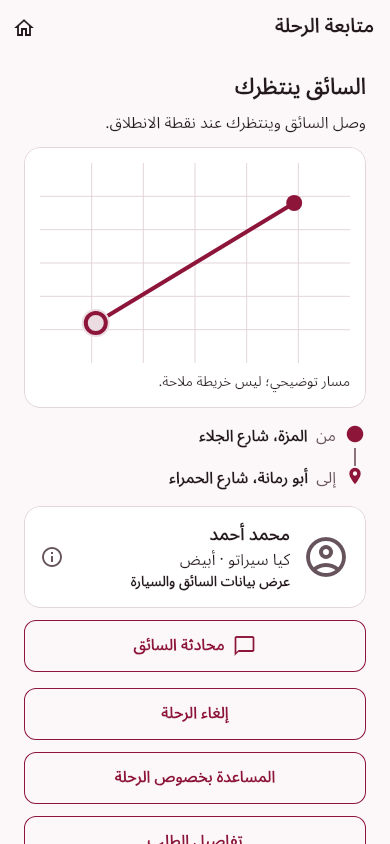 متابعة الرحلة
السائق ينتظرك
وصل السائق وينتظرك عند نقطة الانطلاق.
مسار توضيحي؛ ليس خريطة ملاحة.
من المزة، شارع الجلاء
إلى أبو رمانة، شارع الحمراء
محمد أحمد
كيا سيراتو · أبيض
عرض بيانات السائق والسيارة
محادثة السائق
إلغاء الرحلة
المساعدة بخصوص الرحلة
تفاصيل الطلب